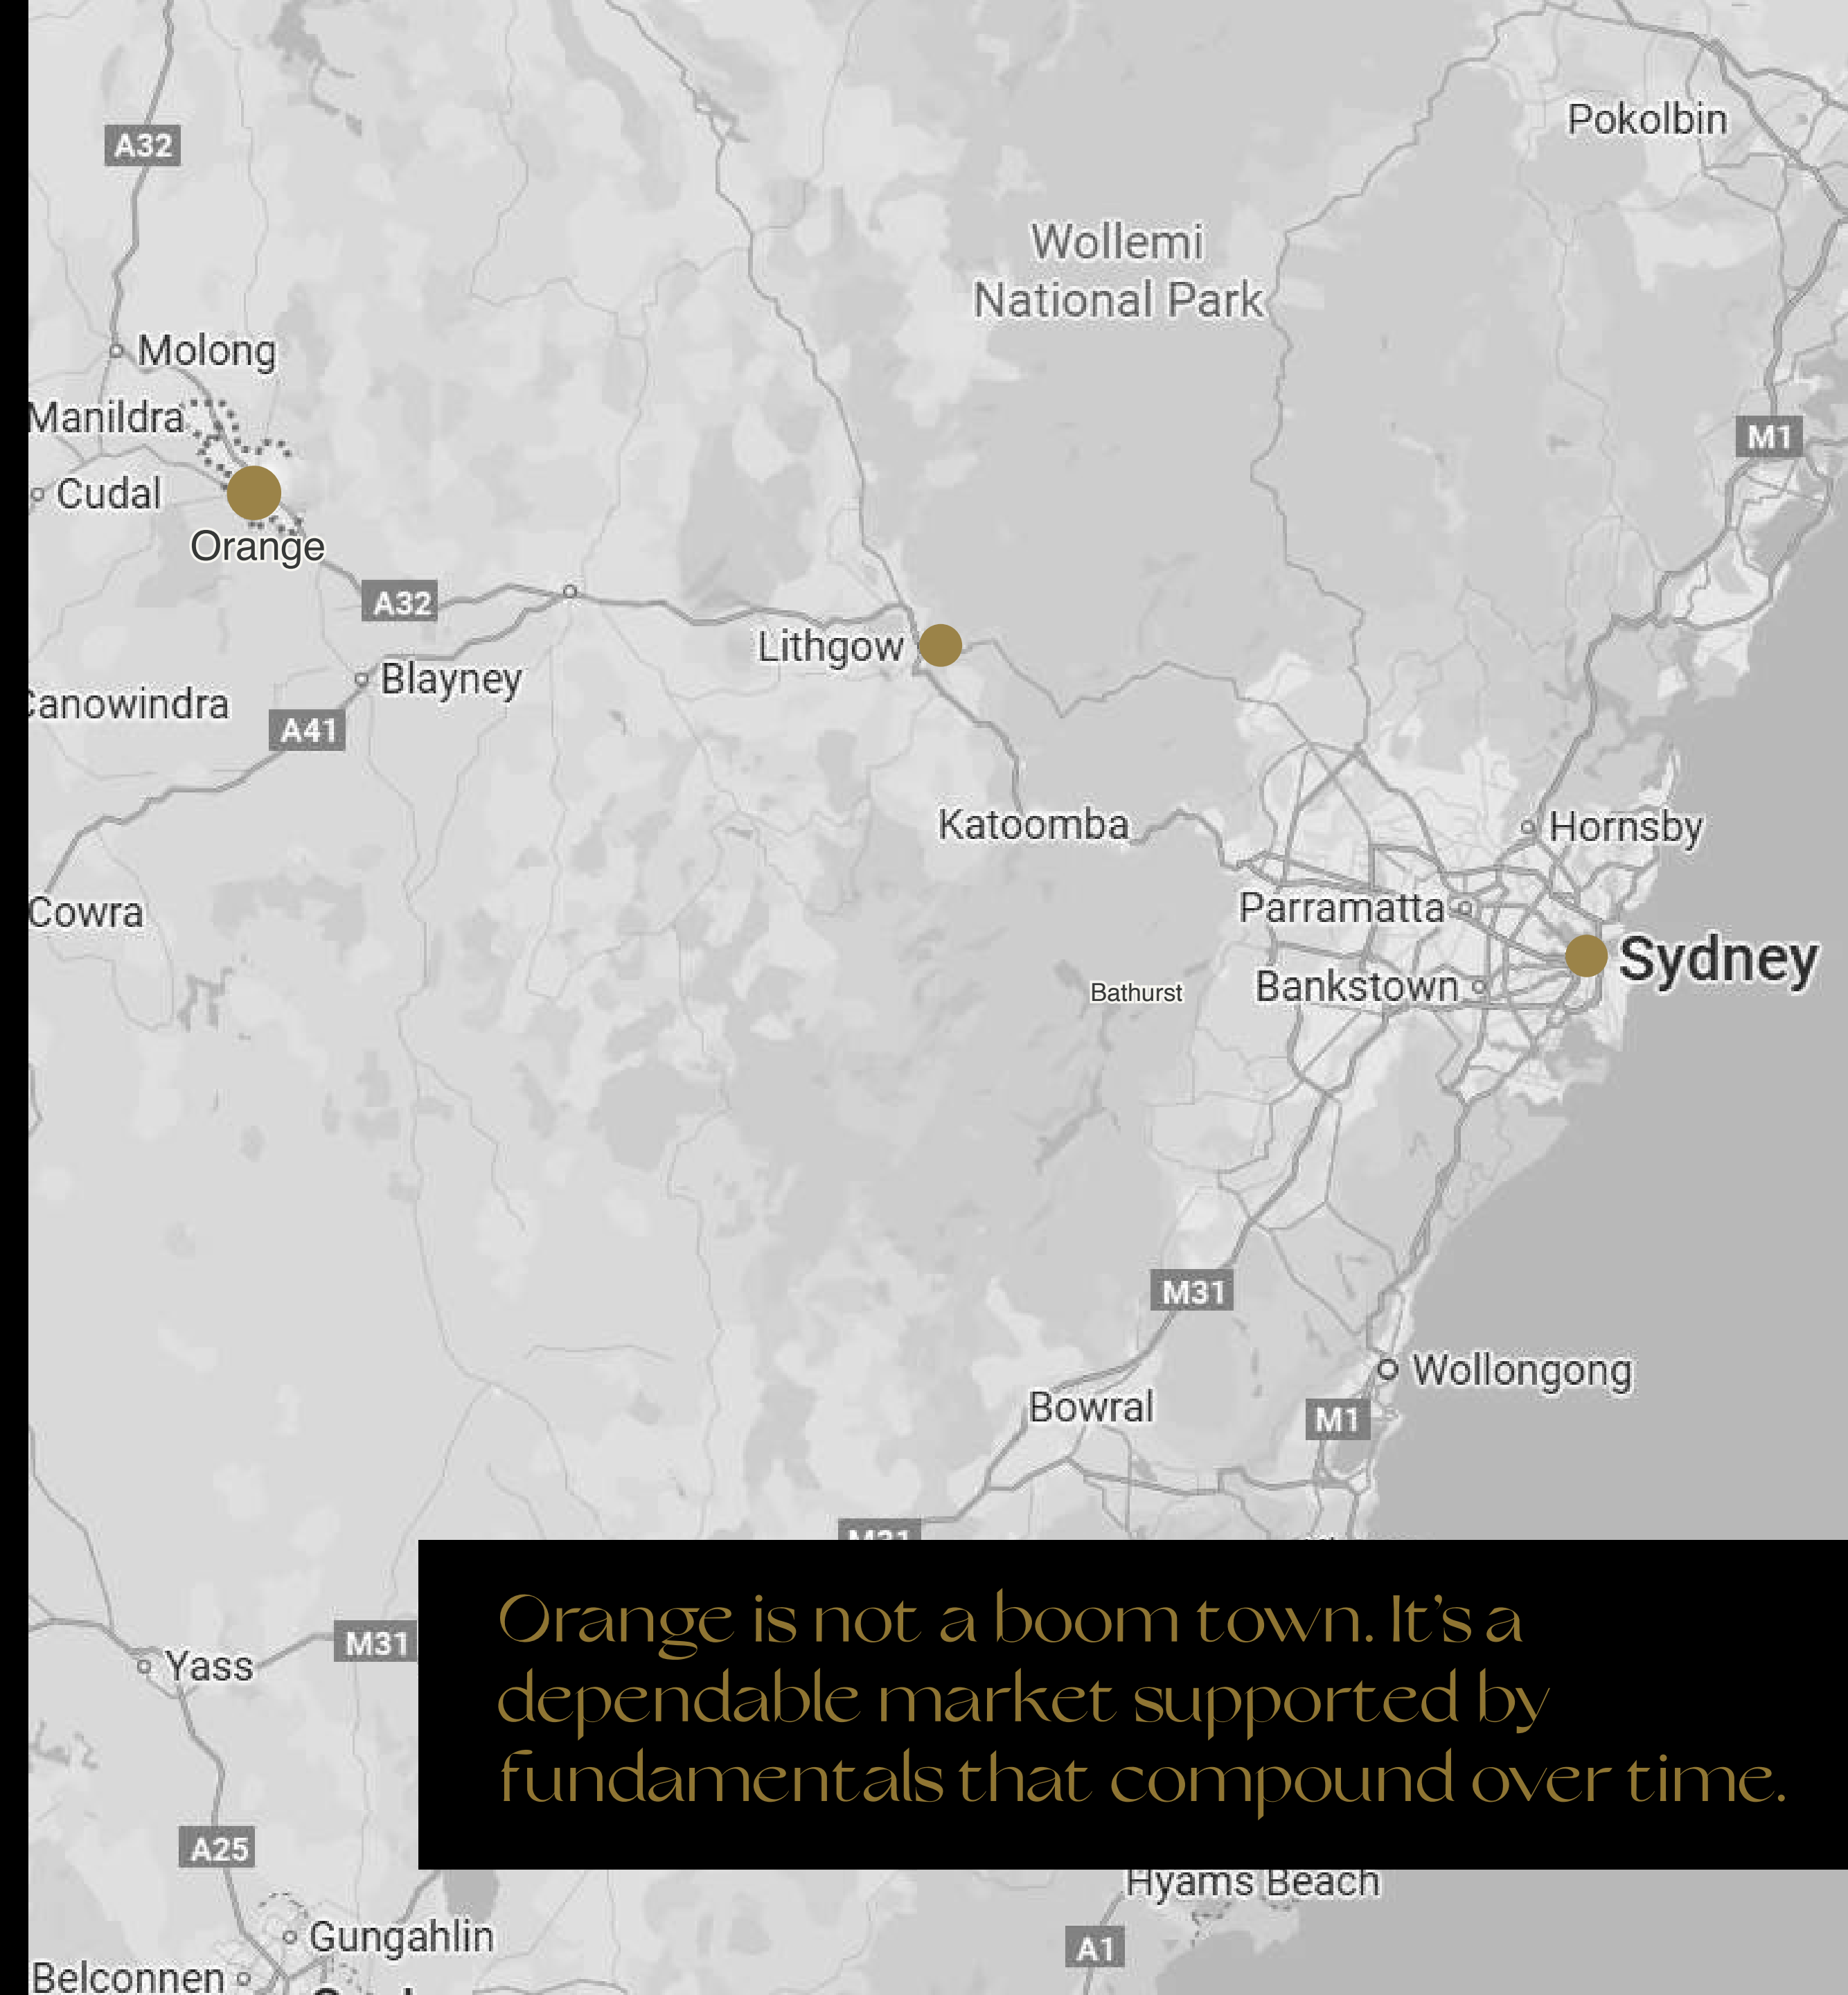 Pokolbin
A32
Wollemi
National Park
Molong
Manildra
M1
Cudal
Orange
A32
Lithgow
Blayney
Canowindra
A41
Katoomba
Hornsby
Cowra
Parramatta
Sydney
Bankstown
Bathurst
M31
Wollongong
Bowral
M1
M31
Orange is not a boom town. It's a
dependable market supported by
fundamentals that compound over time.
M31
Yass
A25
Hyams Beach
Gungahlin
A1
Belconnen